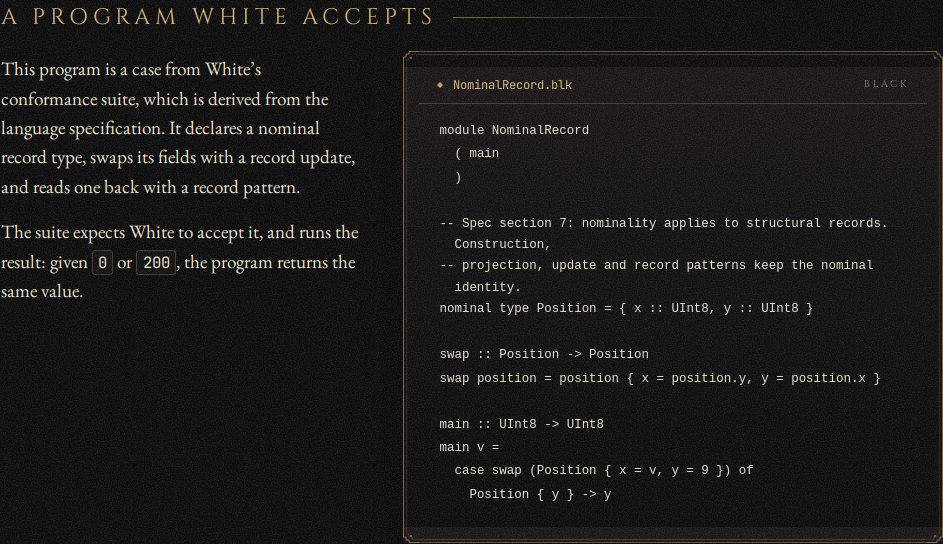 A PROGRAM WHITE ACCEPTS
This program is a case from White’s
conformance suite, which is derived from the
language specification. It declares a nominal
record type, swaps its fields with a record update,
and reads one back with a record pattern.
The suite expects White to accept it, and runs the
result: given 0 or 200, the program returns the
same value.
◆ NominalRecord.blk
BLACK
module NominalRecord
  ( main
  )
-- Spec section 7: nominality applies to structural records.
  Construction,
-- projection, update and record patterns keep the nominal
  identity.
nominal type Position = { x :: UInt8, y :: UInt8 }
swap :: Position -> Position
swap position = position { x = position.y, y = position.x }
main :: UInt8 -> UInt8
main v =
  case swap (Position { x = v, y = 9 }) of
    Position { y } -> y